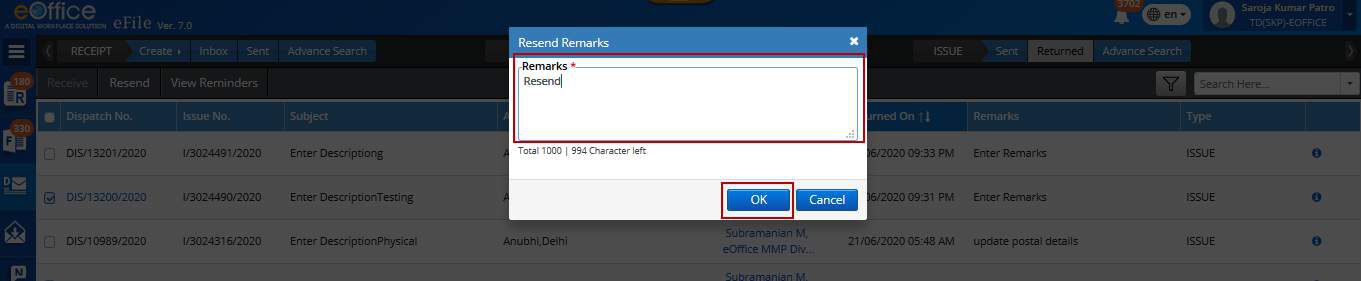 eOffice
A DIGITAL WORKPLACE SOLUTION
eFile Ver. 7.0
3702
en
Saroja Kumar Patro
TD(SKP)-EOFFICE
RECEIPT Create Inbox Sent Advance Search
ISSUE Sent Returned Advance Search
180
Receive Resend View Reminders
Search Here...
Resend Remarks
Remarks *
Resend
Total 1000 | 994 Character left
OK Cancel
330
Dispatch No. Issue No. Subject urned On Remarks Type
DIS/13201/2020 I/3024491/2020 Enter Descriptiong 06/2020 09:33 PM Enter Remarks ISSUE
DIS/13200/2020 I/3024490/2020 Enter DescriptionTesting 06/2020 09:31 PM Enter Remarks ISSUE
DIS/10989/2020 I/3024316/2020 Enter DescriptionPhysical Anubhi,Delhi Subramanian M,
eOffice MMP Div... 21/06/2020 05:48 AM update postal details ISSUE
Subramanian M,